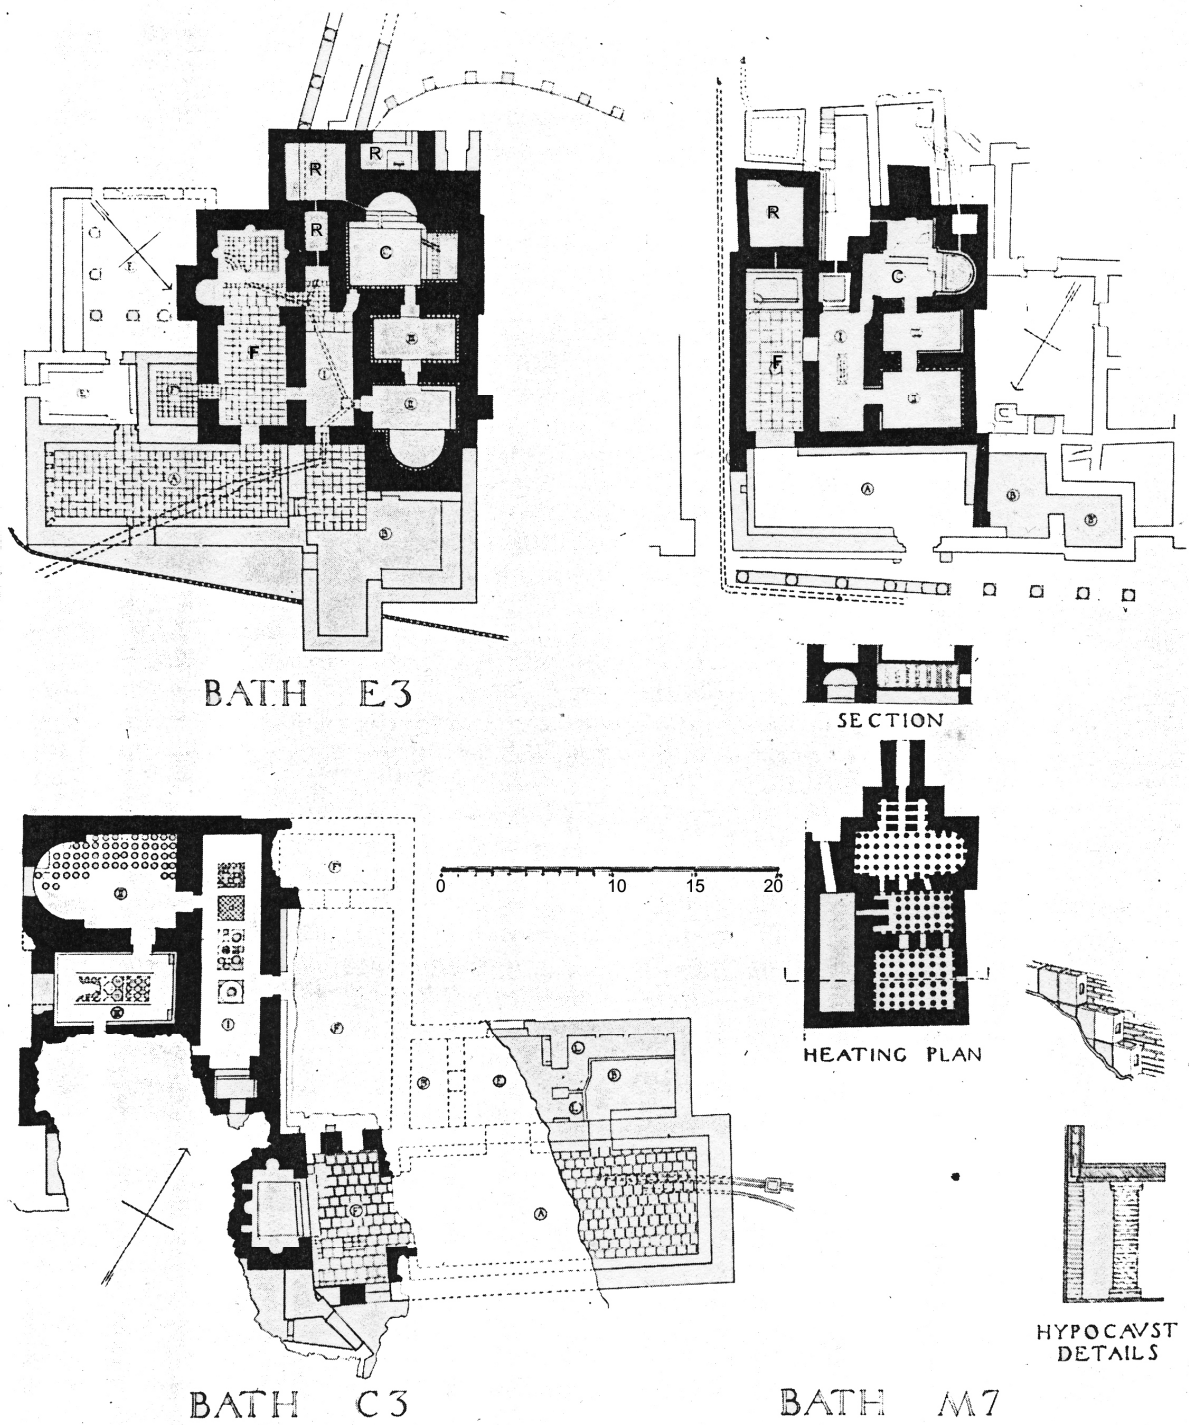 R
R
R
C
F
I
A
B
BATH E3
R
C
I
F
A
B
B
SECTION
HEATING PLAN
HYPOCAVST
DETAILS
BATH M7
0 10 15 20
F
F
I
L
B
L
A
F
BATH C3